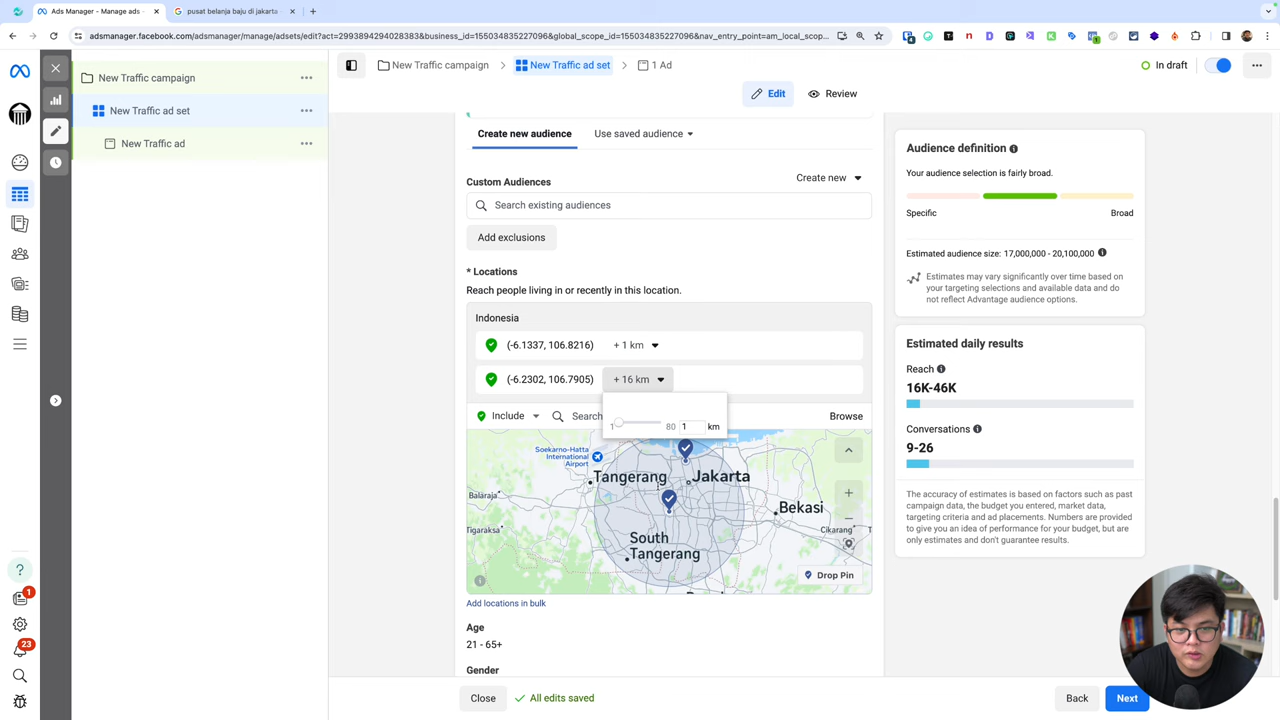 Ads Manager - Manage ads -
pusat belanja baju di jakarta
adsmanager.facebook.com/adsmanager/manage/adsets/edit?act=2993894294028383&business_id=155034835227096&global_scope_id=155034835227096&nav_entry_point=am_local_scop...
New Traffic campaign
New Traffic ad set
New Traffic ad
New Traffic campaign
New Traffic ad set
1 Ad
In draft
Edit
Review
Create new audience
Use saved audience
Custom Audiences
Create new
Search existing audiences
Add exclusions
* Locations
Reach people living in or recently in this location.
Indonesia
(-6.1337, 106.8216)
+ 1 km
(-6.2302, 106.7905)
+ 16 km
1
80
1
km
Include
Search
Browse
Soekarno-Hatta
International
Airport
Tangerang
Jakarta
Balaraja
Bekasi
Tigaraksa
Cikarang
South
Tangerang
Drop Pin
Add locations in bulk
Age
21 - 65+
Gender
Close
All edits saved
Back
Next
Audience definition
Your audience selection is fairly broad.
Specific
Broad
Estimated audience size: 17,000,000 - 20,100,000
Estimates may vary significantly over time based on
your targeting selections and available data and do
not reflect Advantage audience options.
Estimated daily results
Reach
16K-46K
Conversations
9-26
The accuracy of estimates is based on factors such as past
campaign data, the budget you entered, market data,
targeting criteria and ad placements. Numbers are provided
to give you an idea of performance for your budget, but are
only estimates and don't guarantee results.
1
23